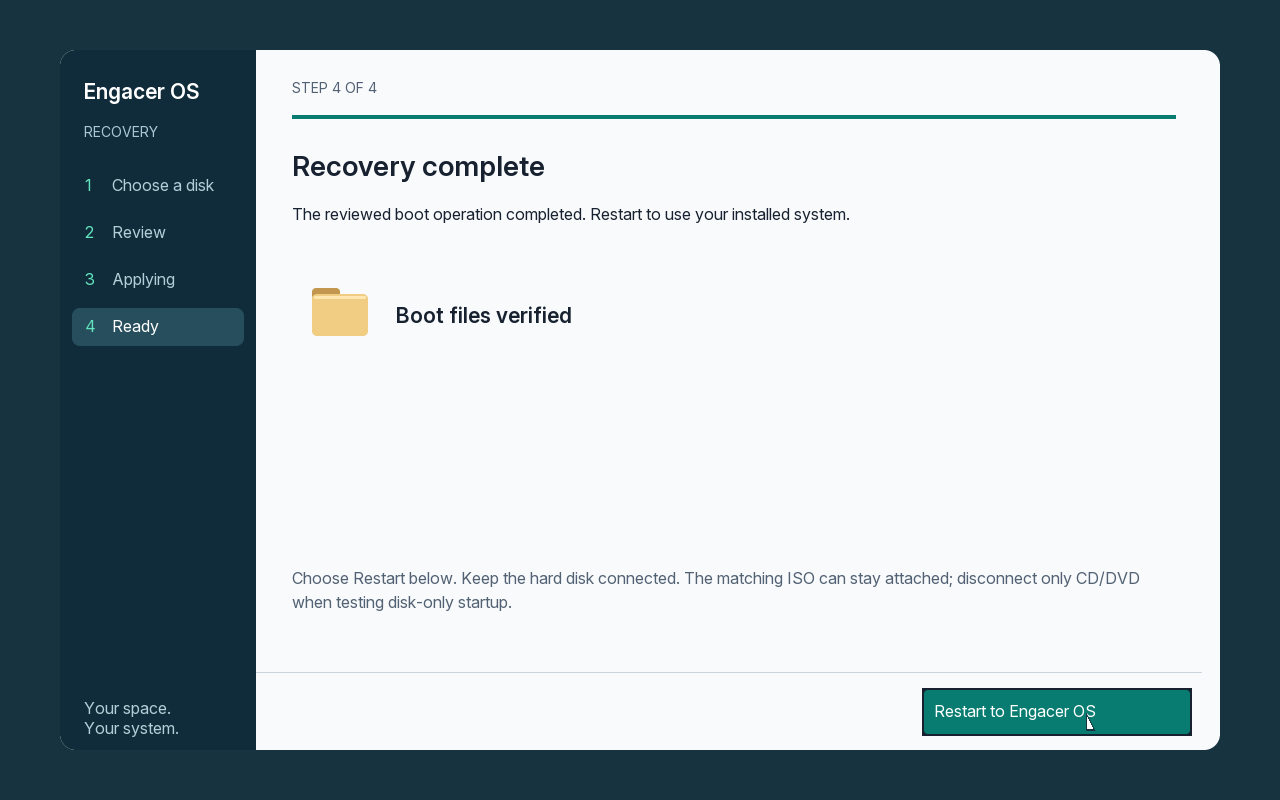 Engacer OS
RECOVERY
1 Choose a disk
2 Review
3 Applying
4 Ready
Your space.
Your system.
STEP 4 OF 4
Recovery complete
The reviewed boot operation completed. Restart to use your installed system.
Boot files verified
Choose Restart below. Keep the hard disk connected. The matching ISO can stay attached; disconnect only CD/DVD
when testing disk-only startup.
Restart to Engacer OS